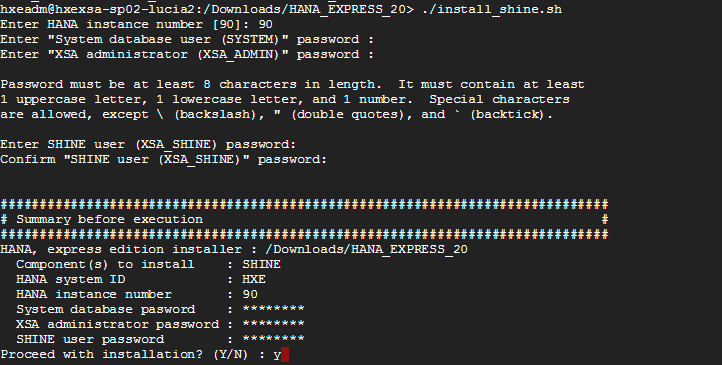 hxeadm@hxexsa-sp02-lucia2:/Downloads/HANA_EXPRESS_20> ./install_shine.sh
Enter HANA instance number [90]: 90
Enter "System database user (SYSTEM)" password :
Enter "XSA administrator (XSA_ADMIN)" password :
Password must be at least 8 characters in length.  It must contain at least
1 uppercase letter, 1 lowercase letter, and 1 number.  Special characters
are allowed, except \ (backslash), " (double quotes), and ` (backtick).
Enter SHINE user (XSA_SHINE) password:
Confirm "SHINE user (XSA_SHINE)" password:
##############################################################################
# Summary before execution                                                   #
##############################################################################
HANA, express edition installer : /Downloads/HANA_EXPRESS_20
  Component(s) to install    : SHINE
  HANA system ID             : HXE
  HANA instance number       : 90
  System database pasword    : ********
  XSA administrator password : ********
  SHINE user password        : ********
Proceed with installation? (Y/N) : y